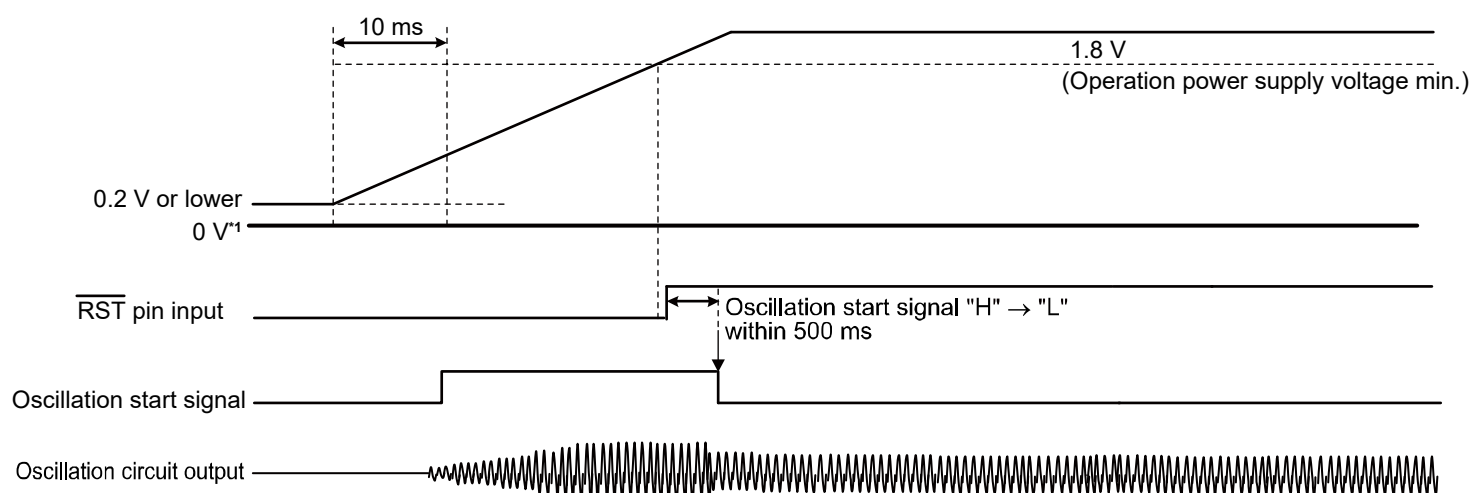 10 ms
1.8 V
(Operation power supply voltage min.)
0.2 V or lower
0 V*1
RST pin input
Oscillation start signal "H" → "L"
within 500 ms
Oscillation start signal
Oscillation circuit output